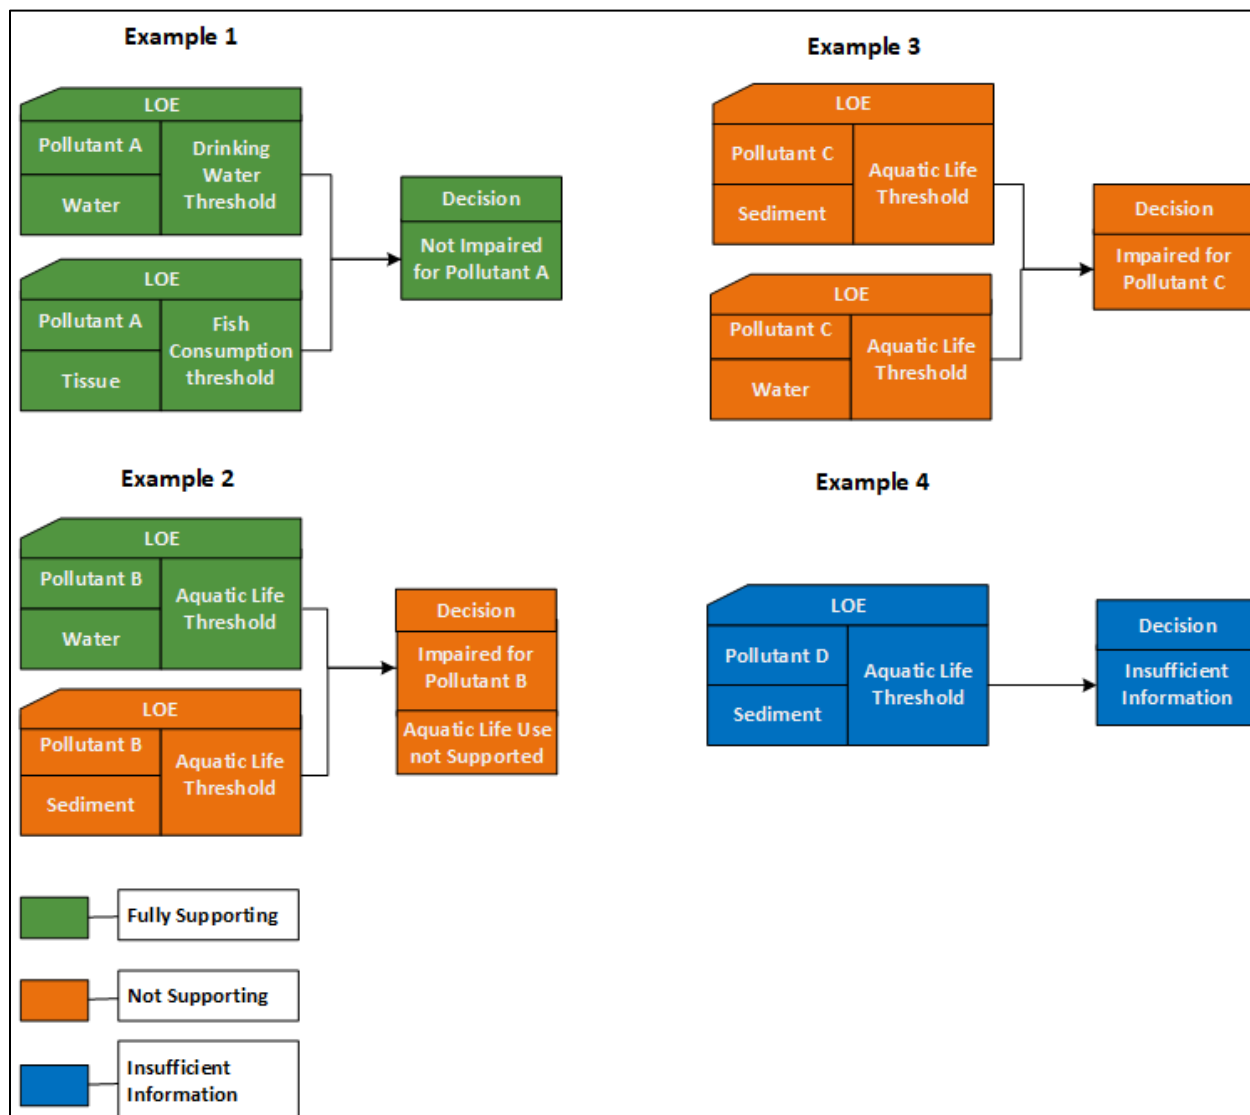 Example 1
LOE
Pollutant A
Drinking
Water
Threshold
Water
LOE
Pollutant A
Fish
Consumption
threshold
Tissue
Decision
Not Impaired
for Pollutant A
Example 3
LOE
Pollutant C
Aquatic Life
Threshold
Sediment
LOE
Pollutant C
Aquatic Life
Threshold
Water
Decision
Impaired for
Pollutant C
Example 2
LOE
Pollutant B
Aquatic Life
Threshold
Water
LOE
Pollutant B
Aquatic Life
Threshold
Sediment
Decision
Impaired for
Pollutant B
Aquatic Life Use
not Supported
Example 4
LOE
Pollutant D
Aquatic Life
Threshold
Sediment
Decision
Insufficient
Information
Fully Supporting
Not Supporting
Insufficient
Information